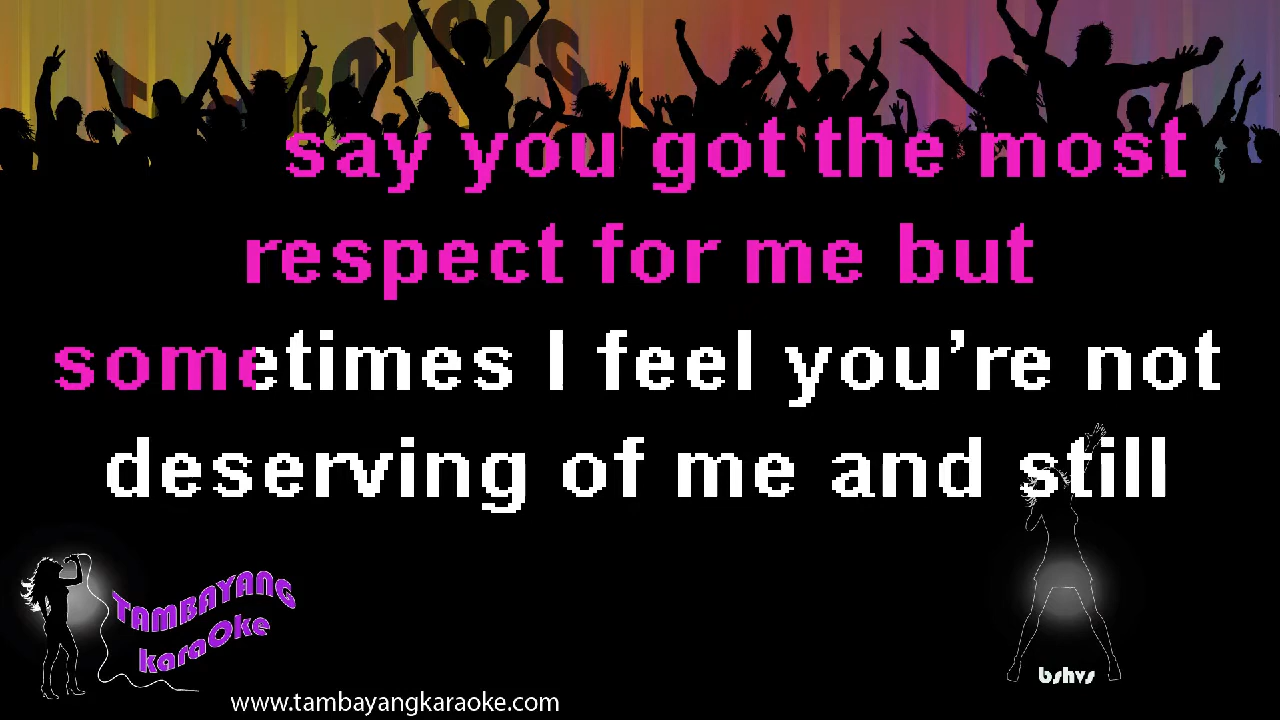 TAMBAYANG
say you got the most
respect for me but
sometimes I feel you’re not
deserving of me and still
TAMBAYANG
karaOke
bshvs
www.tambayangkaraoke.com